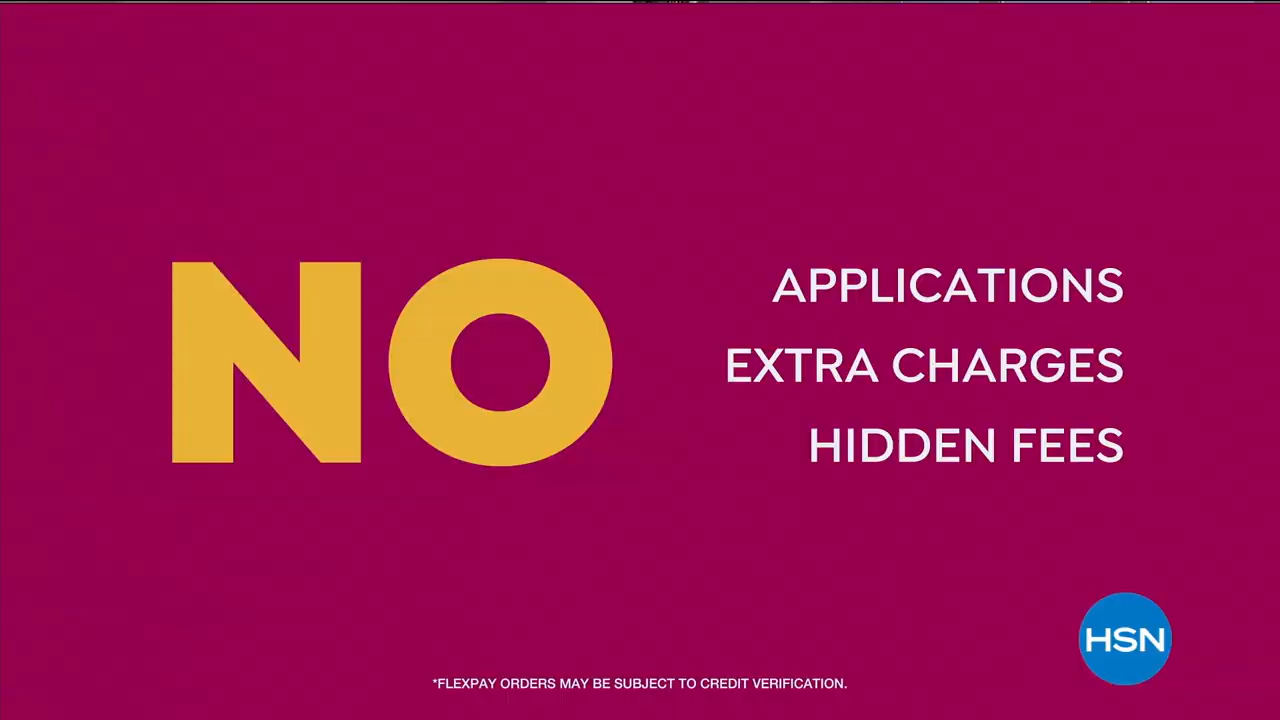 NO
APPLICATIONS
EXTRA CHARGES
HIDDEN FEES
HSN
*FLEXPAY ORDERS MAY BE SUBJECT TO CREDIT VERIFICATION.